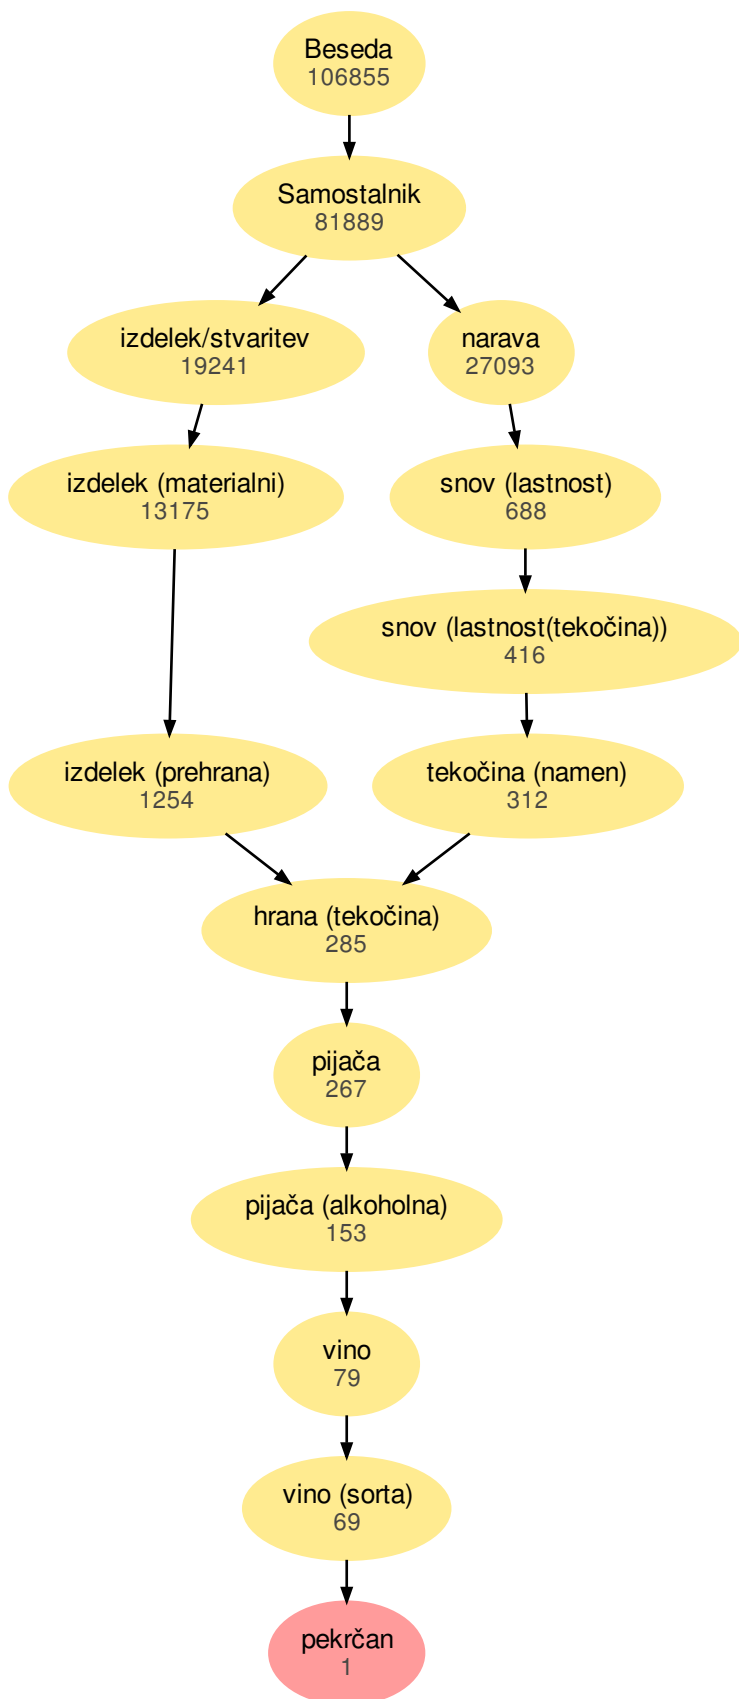 Beseda
106855
Samostalnik
81889
izdelek/stvaritev
19241
narava
27093
izdelek (materialni)
13175
snov (lastnost)
688
snov (lastnost(tekočina))
416
izdelek (prehrana)
1254
tekočina (namen)
312
hrana (tekočina)
285
pijača
267
pijača (alkoholna)
153
vino
79
vino (sorta)
69
pekrčan
1